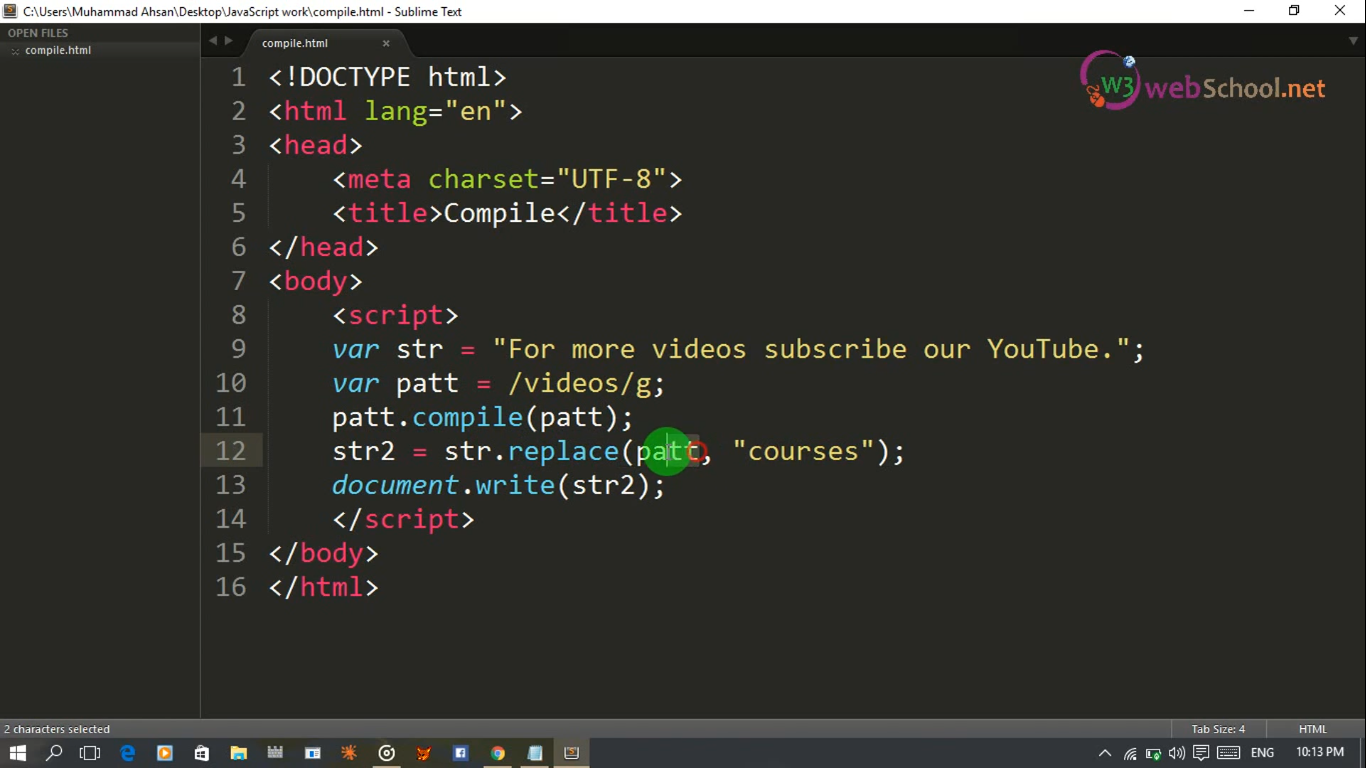 C:\Users\Muhammad Ahsan\Desktop\JavaScript work\compile.html - Sublime Text
OPEN FILES
compile.html
compile.html
W3 webSchool.net
1 <!DOCTYPE html>
2 <html lang="en">
3 <head>
4 <meta charset="UTF-8">
5 <title>Compile</title>
6 </head>
7 <body>
8 <script>
9 var str = "For more videos subscribe our YouTube.";
10 var patt = /videos/g;
11 patt.compile(patt);
12 str2 = str.replace(patt, "courses");
13 document.write(str2);
14 </script>
15 </body>
16 </html>
2 characters selected
Tab Size: 4
HTML
ENG
10:13 PM